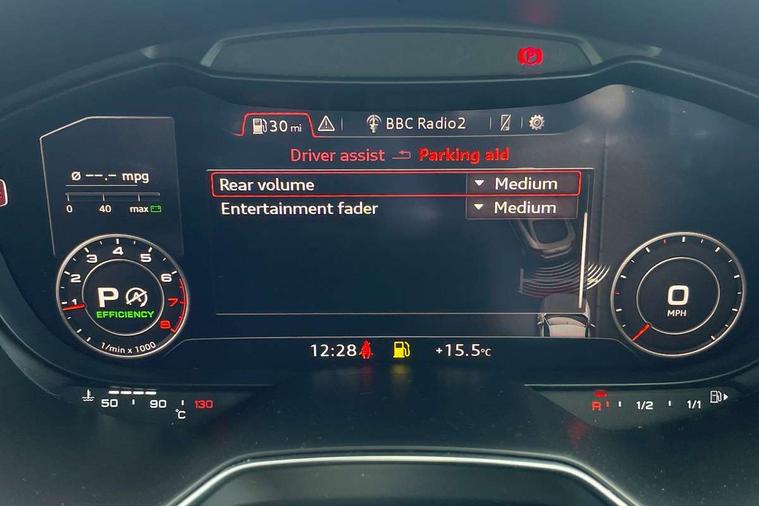 30 mi
BBC Radio2
Driver assist Parking aid
Rear volume Medium
Entertainment fader Medium
Ø --.- mpg
0 40 max
1 2 3 4 5 6 7 8
P A
EFFICIENCY
1/min x 1000
0
MPH
12:28 +15.5°C
50 90 130
°C
R 1/2 1/1